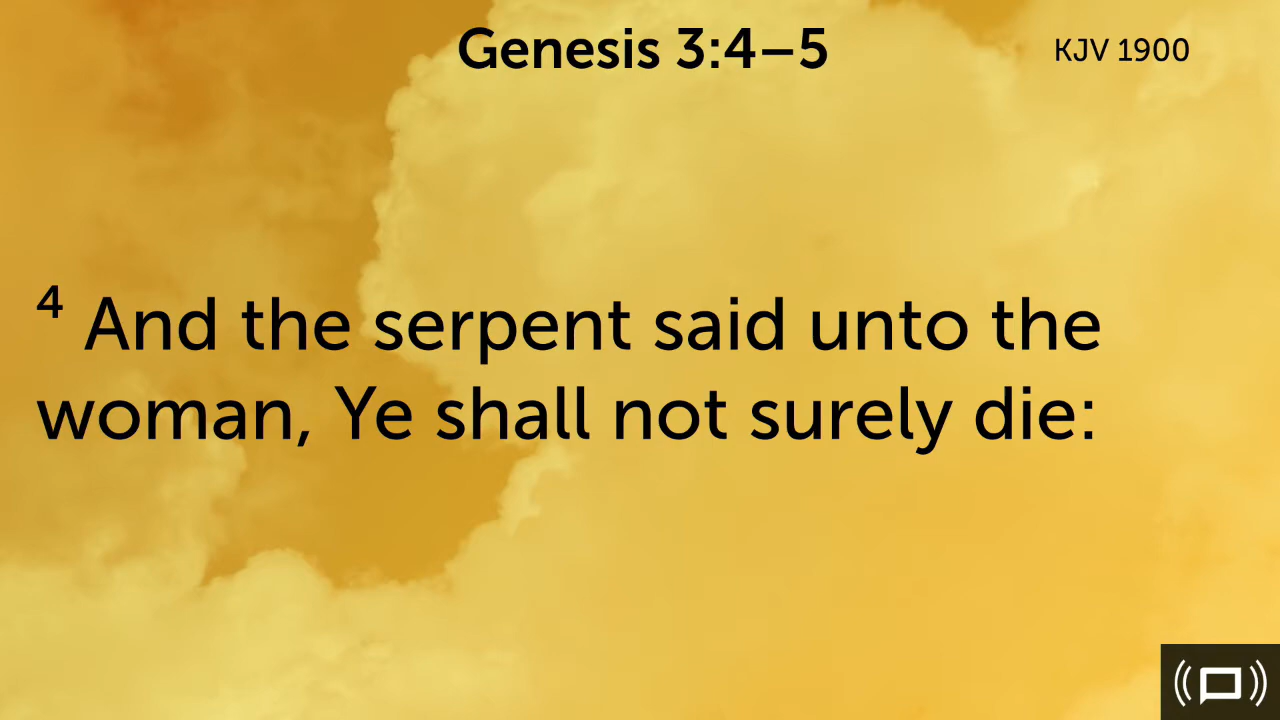 Genesis 3:4–5
KJV 1900
⁴ And the serpent said unto the
woman, Ye shall not surely die: